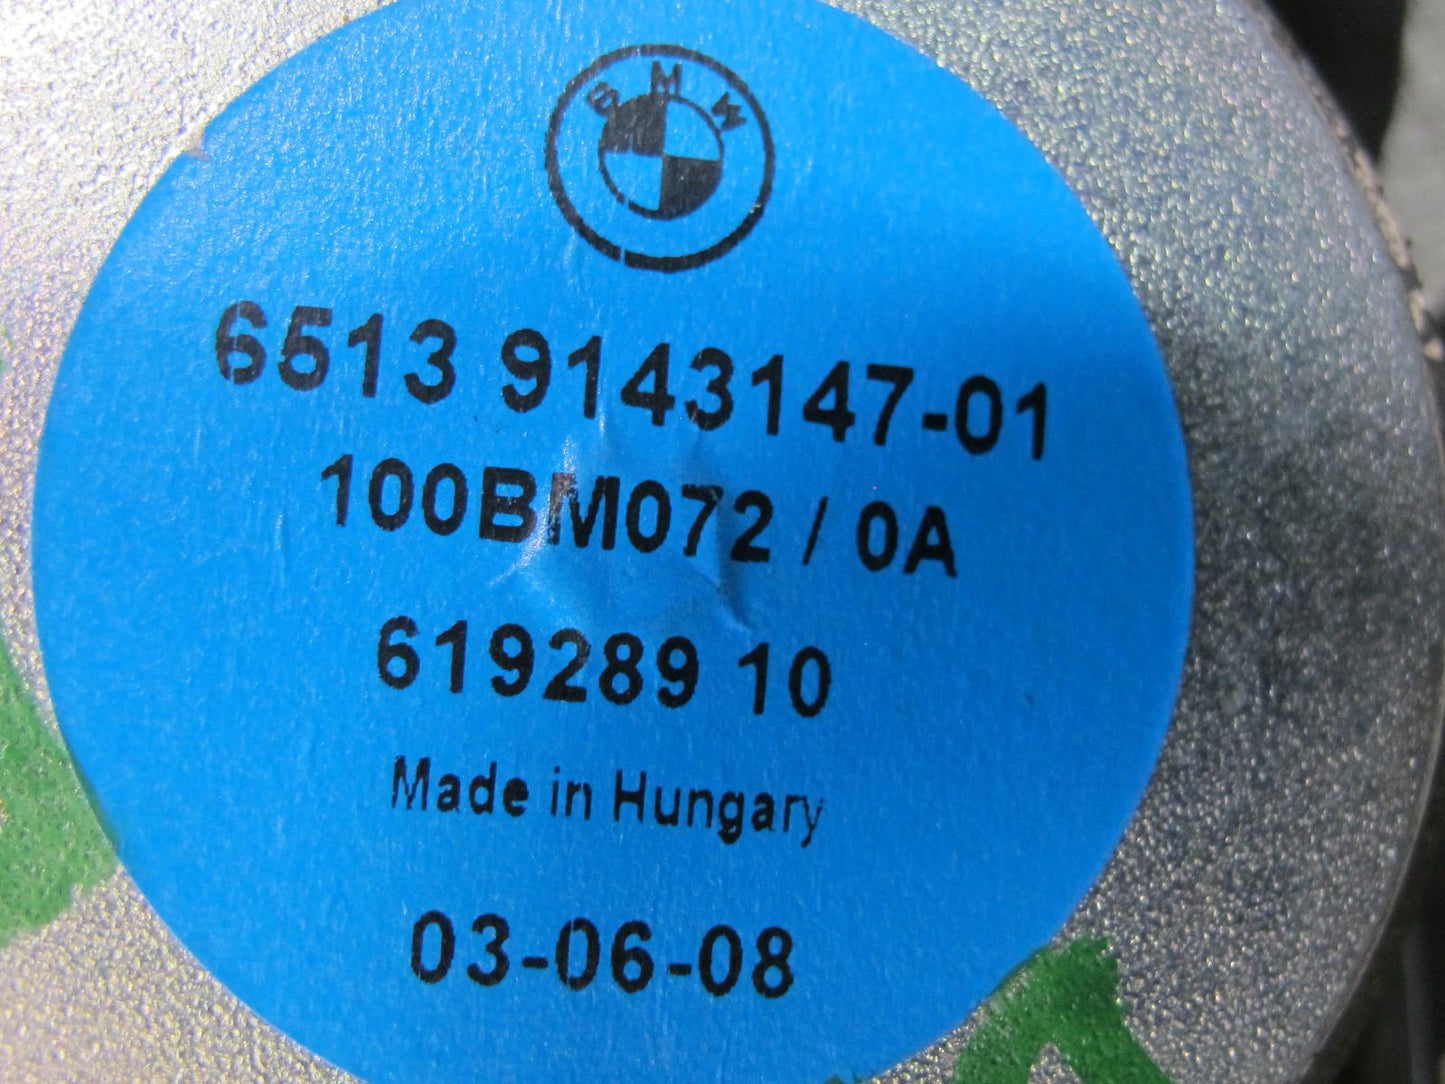 BMW
6513 9143147-01
100BM072 / 0A
619289 10
Made in Hungary
03-06-08